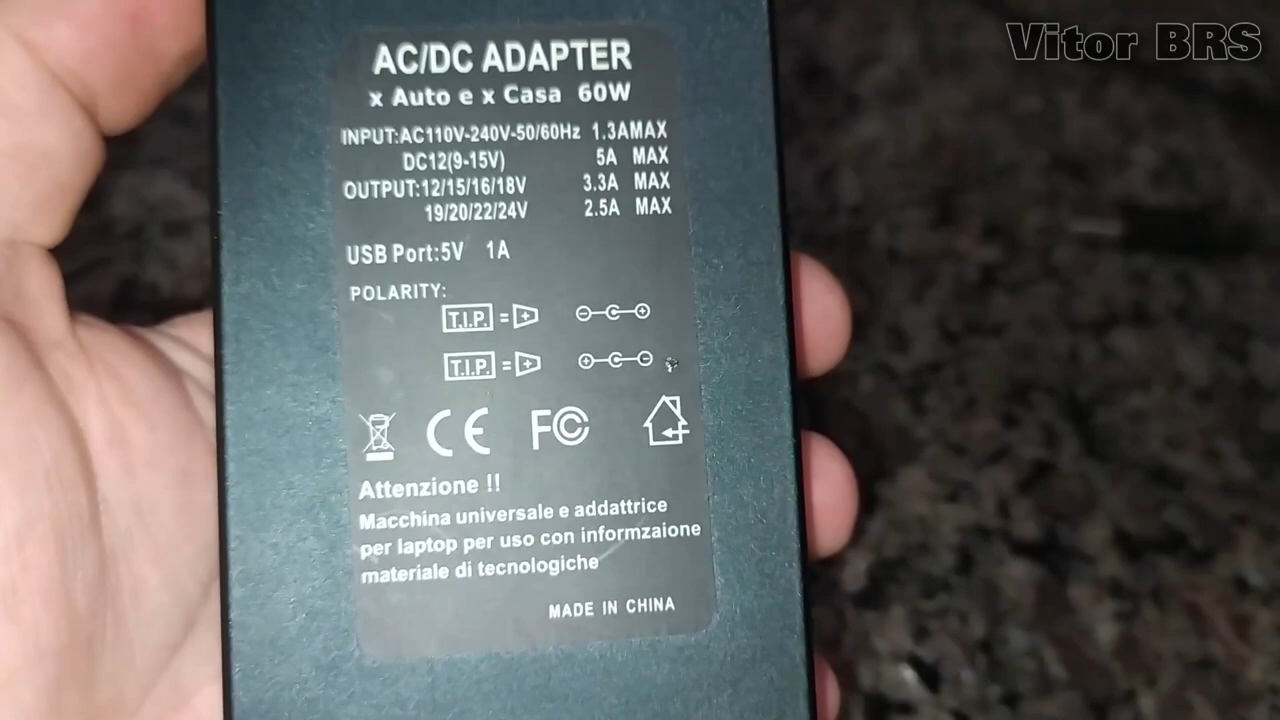 Vitor BRS
AC/DC ADAPTER
x Auto e x Casa 60W
INPUT:AC110V-240V-50/60Hz 1.3AMAX
DC12(9-15V) 5A MAX
OUTPUT:12/15/16/18V 3.3A MAX
19/20/22/24V 2.5A MAX
USB Port:5V 1A
POLARITY:
T.I.P. = +
T.I.P. = +
CE FC
Attenzione !!
Macchina universale e addattrice
per laptop per uso con informzaione
materiale di tecnologiche
MADE IN CHINA